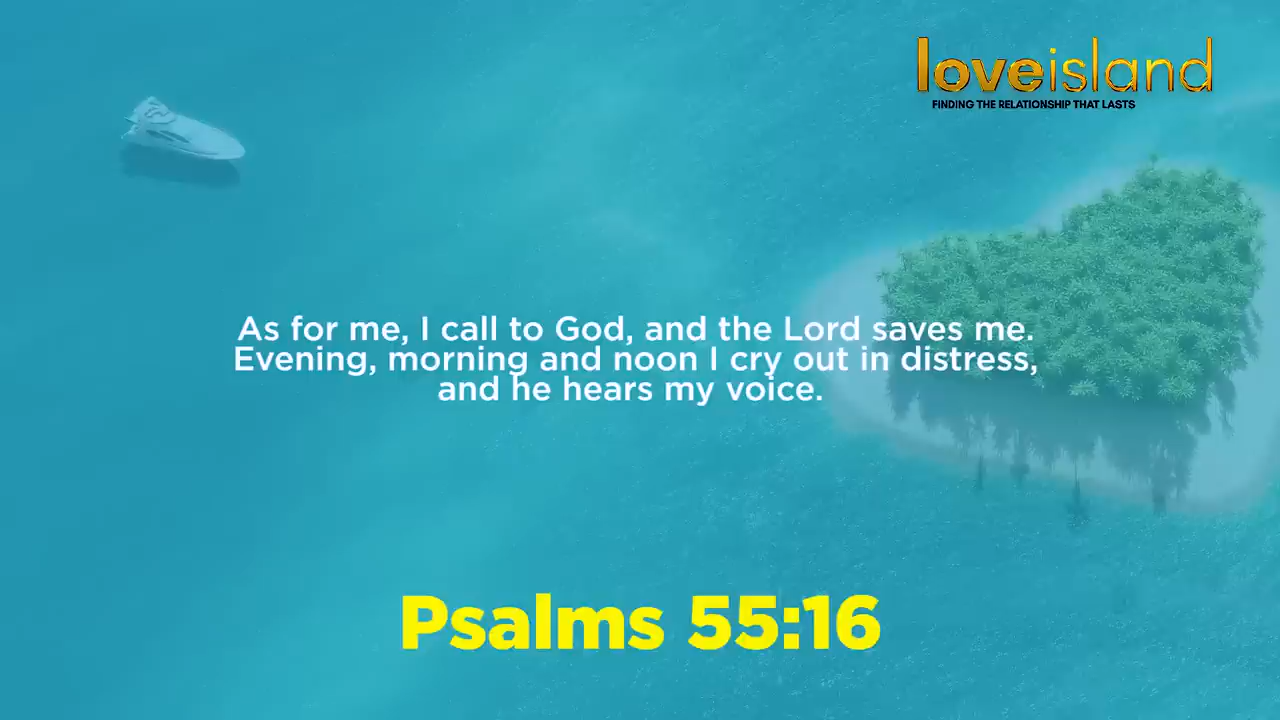 loveisland
FINDING THE RELATIONSHIP THAT LASTS
As for me, I call to God, and the Lord saves me.
Evening, morning and noon I cry out in distress,
and he hears my voice.
Psalms 55:16